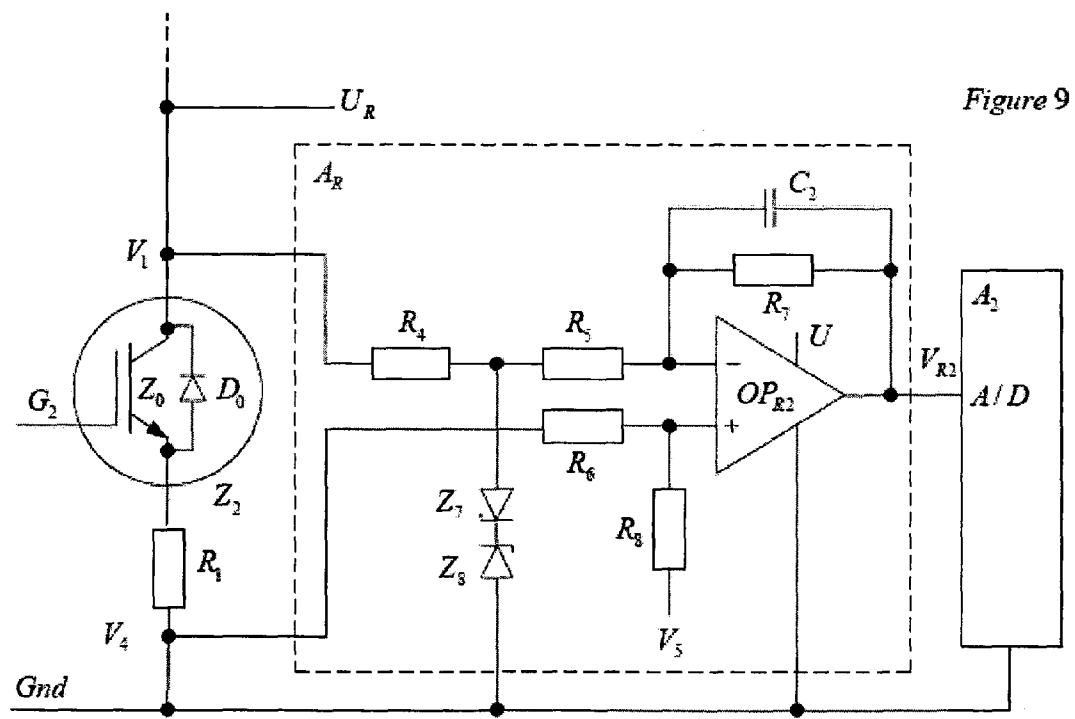 U_R
Figure 9
A_R
C_2
V_1
R_7
A_2
R_4
R_5
U
V_R2
G_2
Z_0
D_0
OP_R2
A/D
−
+
R_6
Z_2
Z_7
R_8
R_1
Z_8
V_4
V_5
Gnd